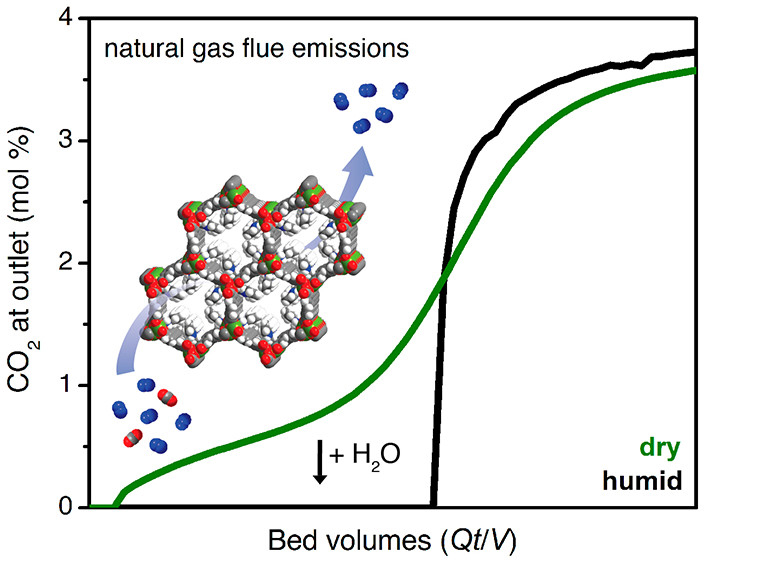 natural gas flue emissions
4
3
2
1
0
CO₂ at outlet (mol %)
+ H₂O
dry
humid
Bed volumes (Qt/V)